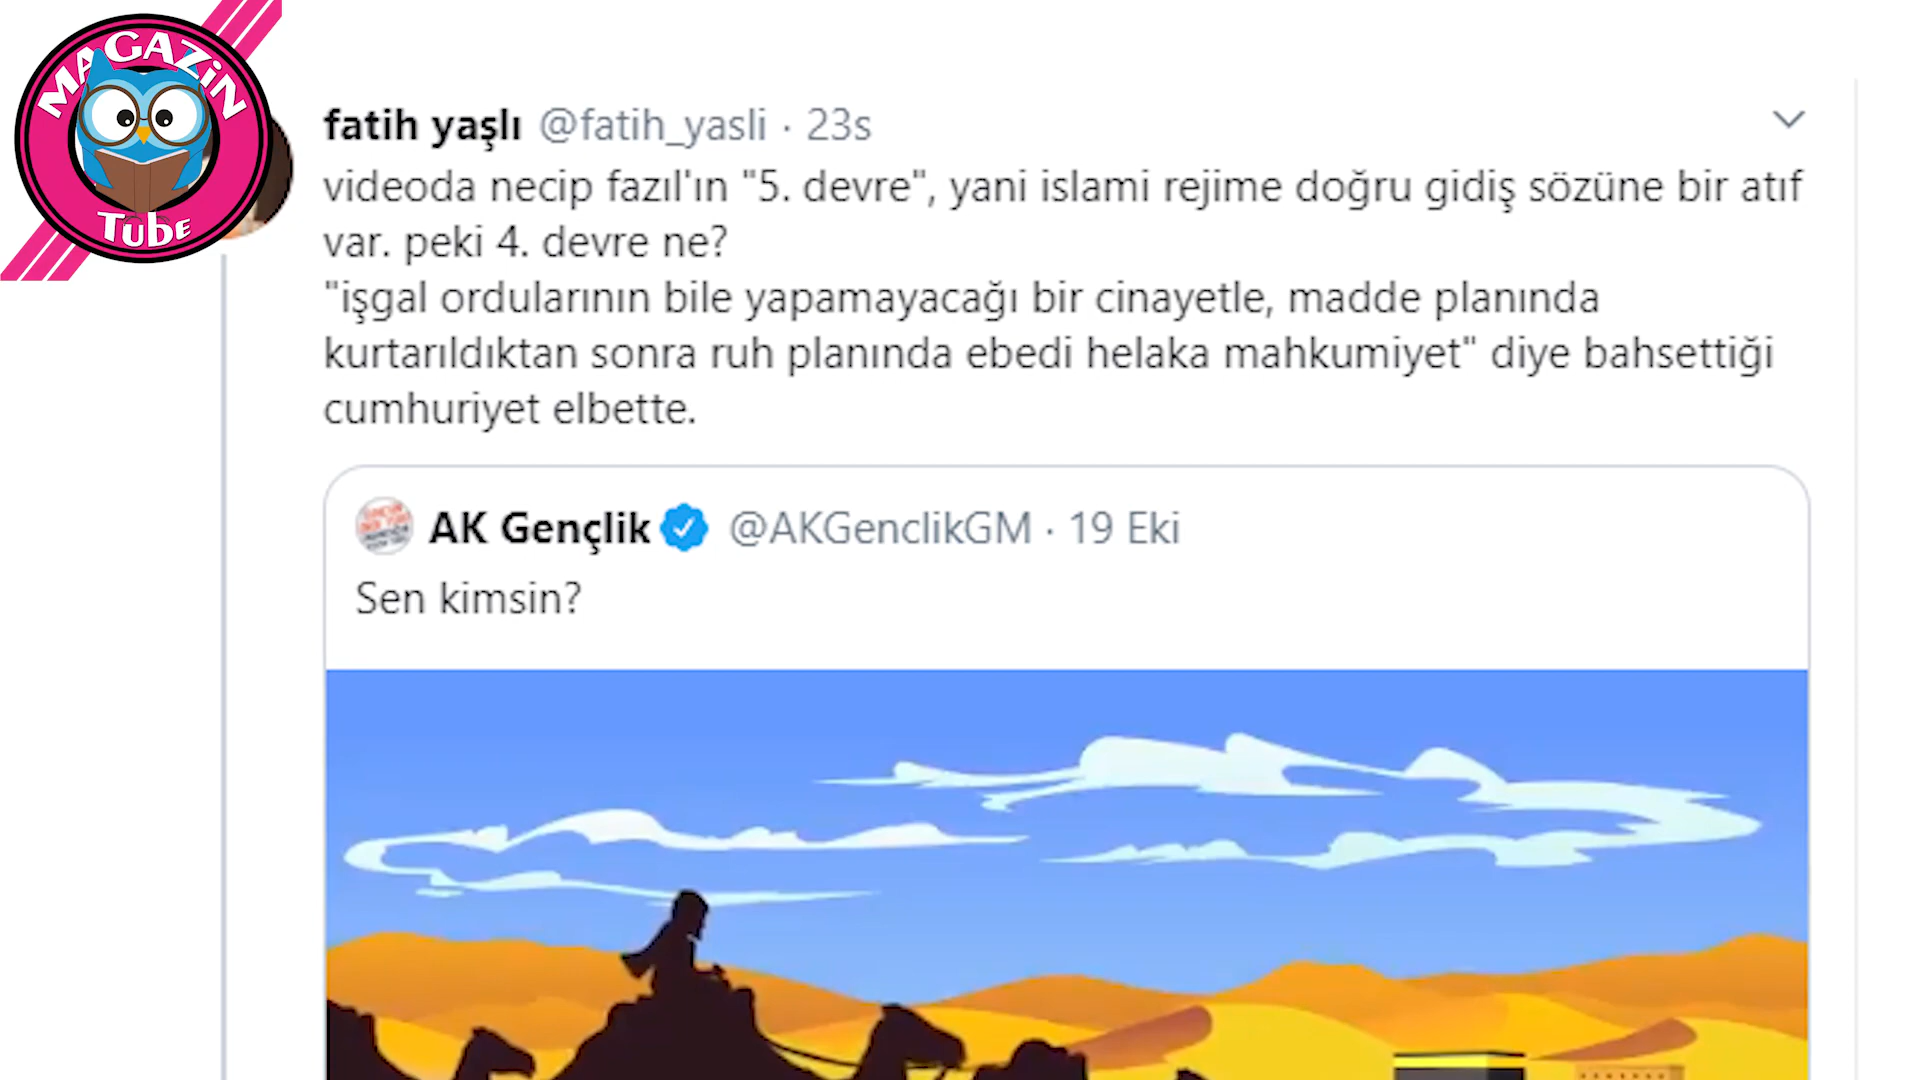 MAGAZiN
Tube
fatih yaşlı @fatih_yasli · 23s
videoda necip fazıl'ın "5. devre", yani islami rejime doğru gidiş sözüne bir atıf
var. peki 4. devre ne?
"işgal ordularının bile yapamayacağı bir cinayetle, madde planında
kurtarıldıktan sonra ruh planında ebedi helaka mahkumiyet" diye bahsettiği
cumhuriyet elbette.
AK Gençlik @AKGenclikGM · 19 Eki
Sen kimsin?